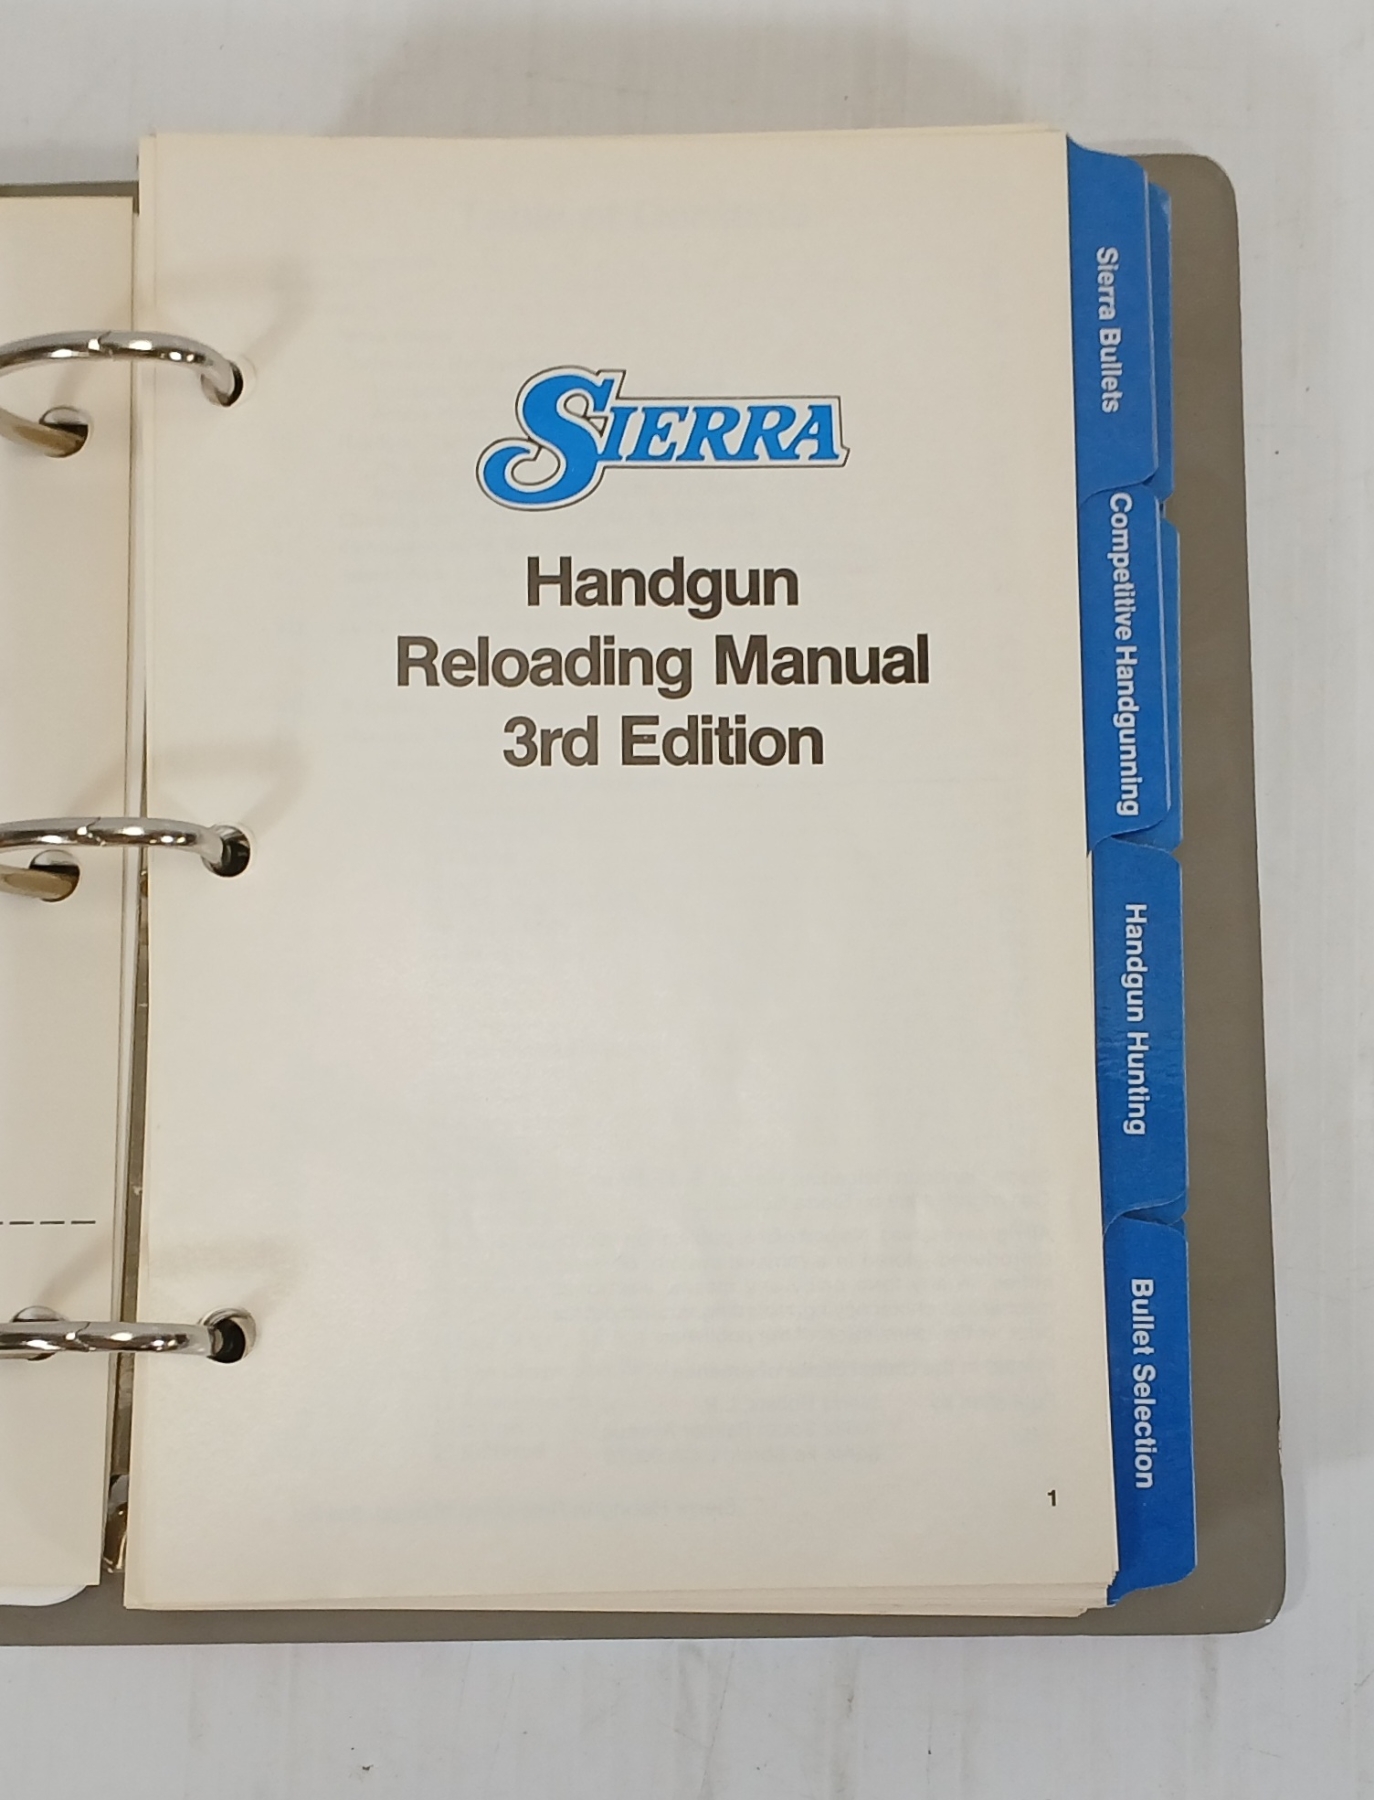 SIERRA
Handgun
Reloading Manual
3rd Edition
1
Sierra Bullets
Competitive Handgunning
Handgun Hunting
Bullet Selection